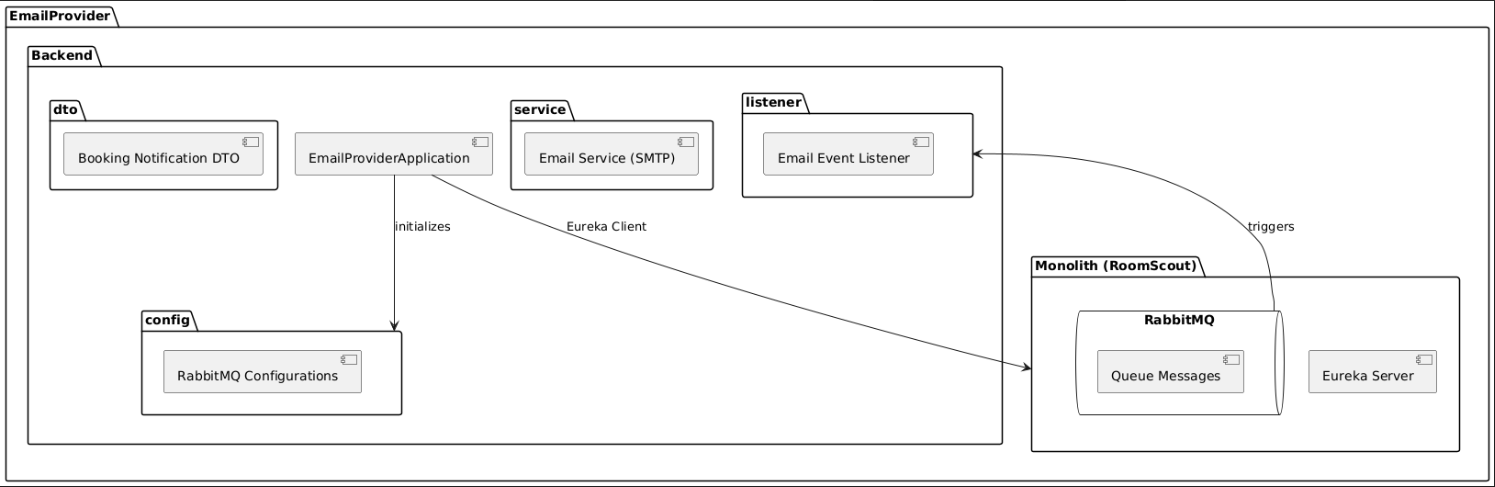 EmailProvider
Backend
dto
Booking Notification DTO
EmailProviderApplication
service
Email Service (SMTP)
listener
Email Event Listener
initializes
Eureka Client
triggers
Monolith (RoomScout)
RabbitMQ
Queue Messages
Eureka Server
config
RabbitMQ Configurations